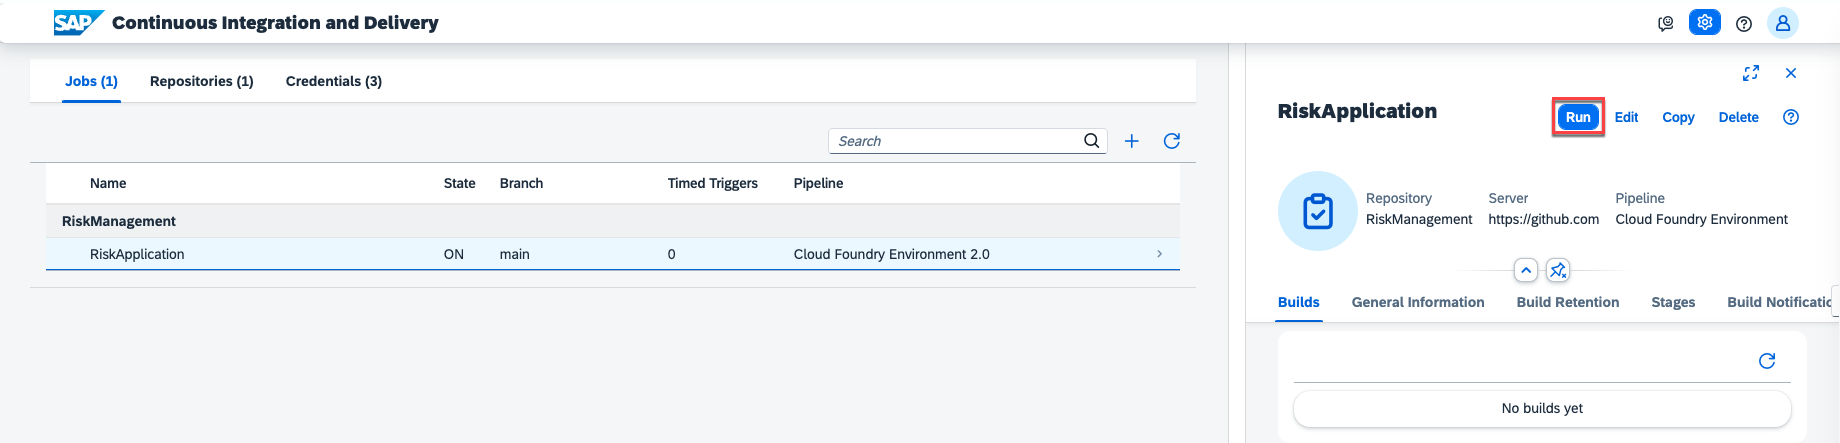 SAP Continuous Integration and Delivery
Jobs (1) Repositories (1) Credentials (3)
Search
Name State Branch Timed Triggers Pipeline
RiskManagement
RiskApplication ON main 0 Cloud Foundry Environment 2.0
RiskApplication Run Edit Copy Delete
Repository Server Pipeline
RiskManagement https://github.com Cloud Foundry Environment
Builds General Information Build Retention Stages Build Notificatio
No builds yet